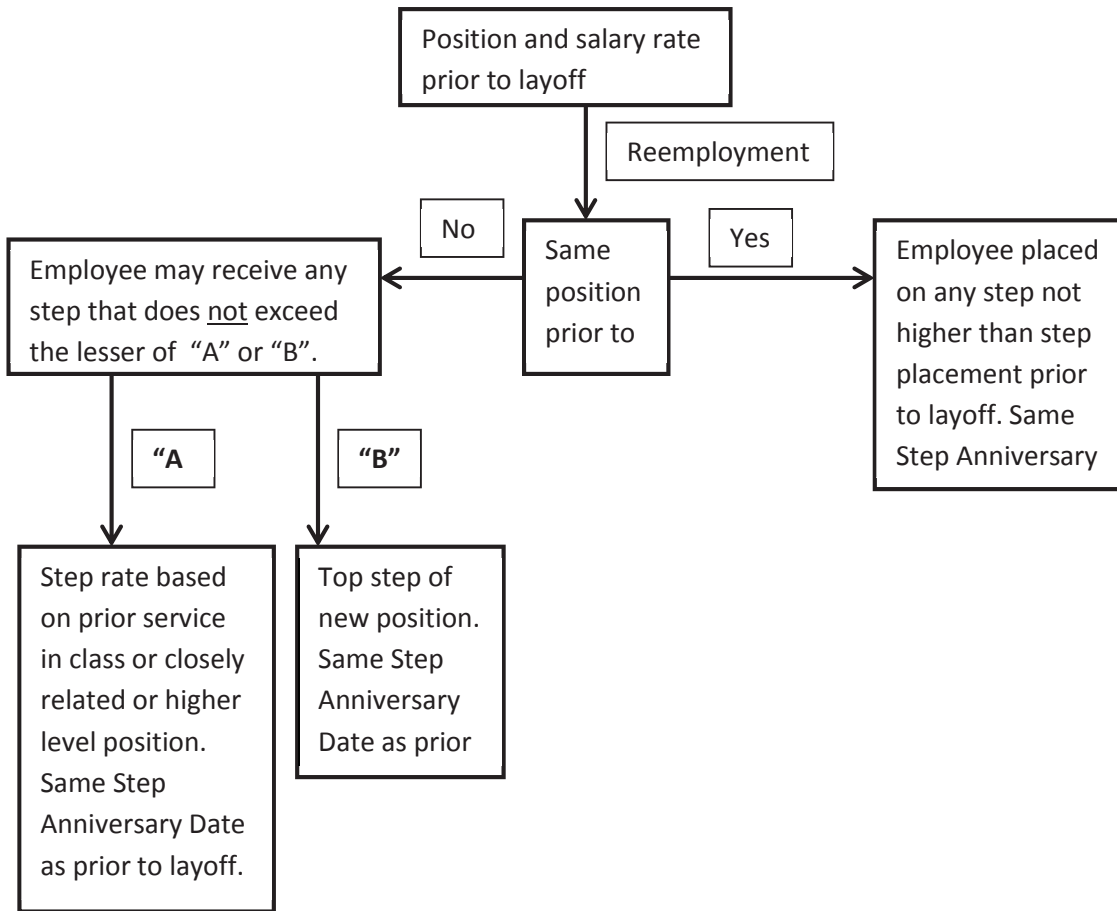 Position and salary rate
prior to layoff
Reemployment
No
Yes
Same
position
prior to
Employee may receive any
step that does not exceed
the lesser of “A” or “B”.
Employee placed
on any step not
higher than step
placement prior
to layoff. Same
Step Anniversary
“A
“B”
Step rate based
on prior service
in class or closely
related or higher
level position.
Same Step
Anniversary Date
as prior to layoff.
Top step of
new position.
Same Step
Anniversary
Date as prior